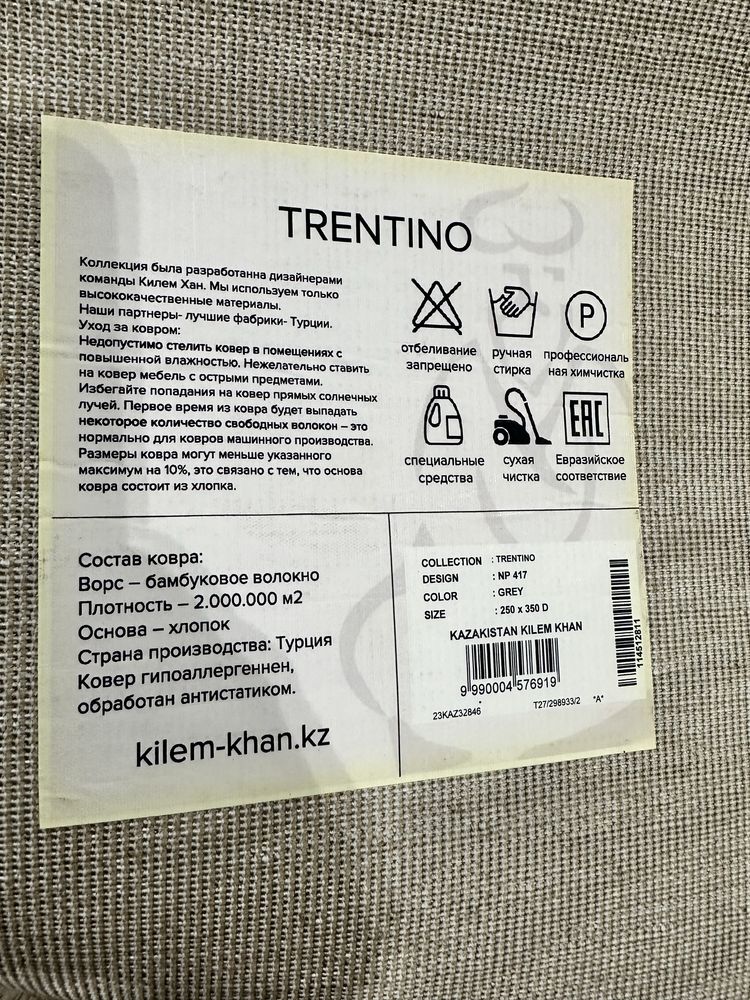 TRENTINO
Коллекция была разработанна дизайнерами
команды Килем Хан. Мы используем только
высококачественные материалы.
Наши партнеры- лучшие фабрики- Турции.
Уход за ковром:
Недопустимо стелить ковер в помещениях с
повышенной влажностью. Нежелательно ставить
на ковер мебель с острыми предметами.
Избегайте попадания на ковер прямых солнечных
лучей. Первое время из ковра будет выпадать
некоторое количество свободных волокон – это
нормально для ковров машинного производства.
Размеры ковра могут меньше указанного
максимум на 10%, это связано с тем, что основа
ковра состоит из хлопка.
отбеливание
запрещено
ручная
стирка
P
профессиональ
ная химчистка
специальные
средства
сухая
чистка
EAC
Евразийское
соответствие
Состав ковра:
Ворс – бамбуковое волокно
Плотность – 2.000.000 м2
Основа – хлопок
Страна производства: Турция
Ковер гипоаллергеннен,
обработан антистатиком.
kilem-khan.kz
COLLECTION : TRENTINO
DESIGN : NP 417
COLOR : GREY
SIZE : 250 x 350 D
KAZAKISTAN KILEM KHAN
9 990004 576919
23KAZ32846 * T27/298933/2 *A*
114512811